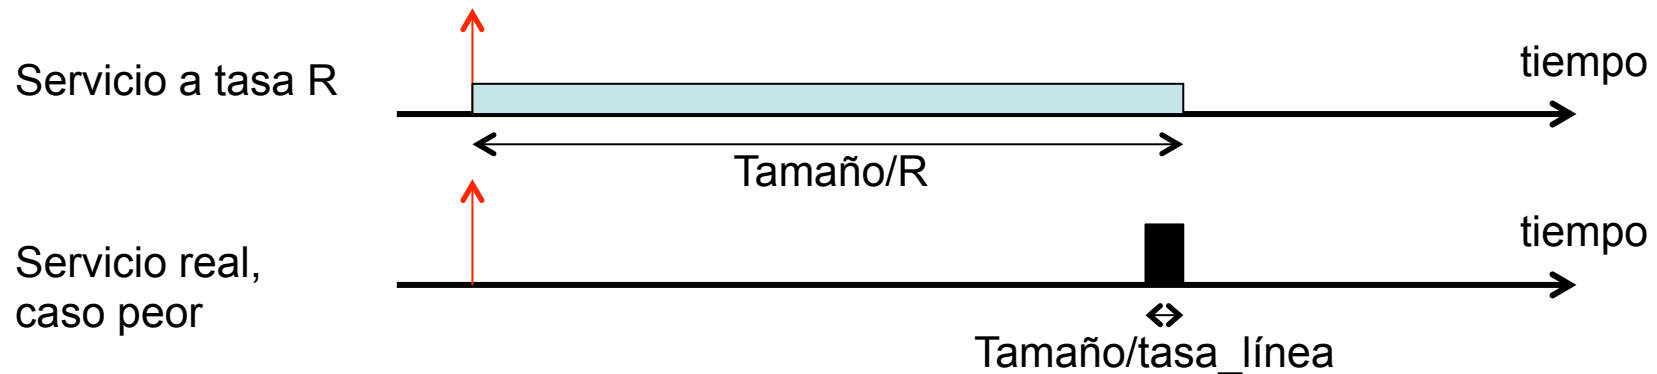 tiempo
Servicio a tasa R
Tamaño/R
tiempo
Servicio real,
caso peor
Tamaño/tasa_línea